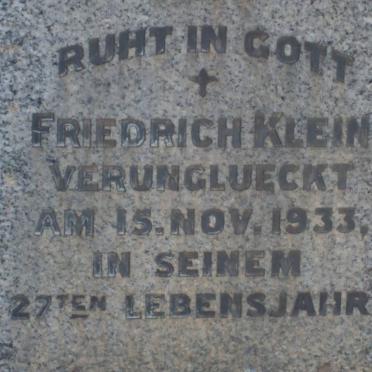 RUHT IN GOTT
FRIEDRICH KLEIN
VERUNGLUECKT
AM 15. NOV. 1933,
IN SEINEM
27TEN LEBENSJAHR